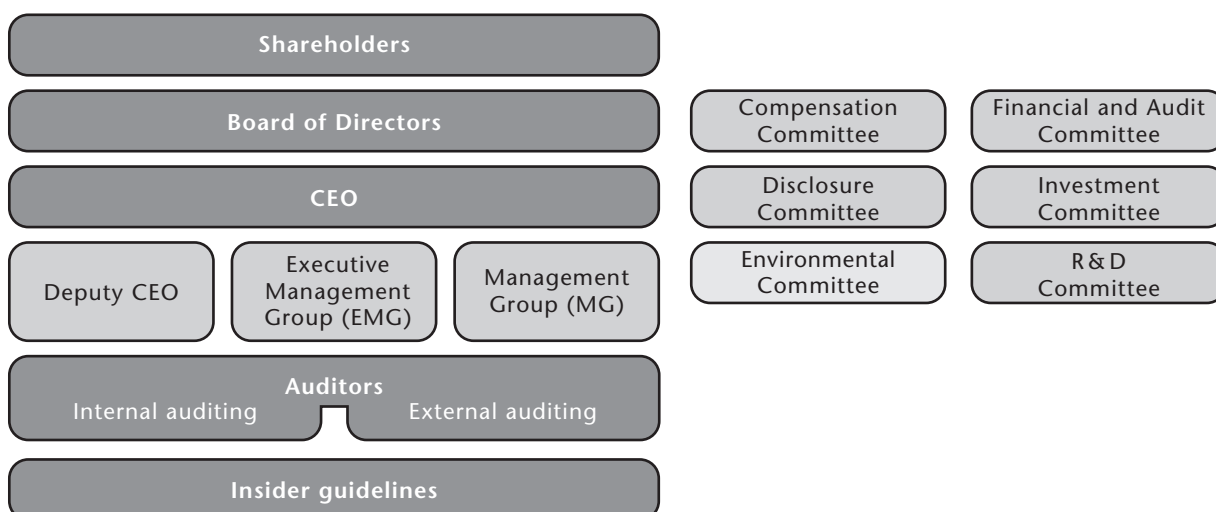 Shareholders
Board of Directors
CEO
Deputy CEO
Executive
Management
Group (EMG)
Management
Group (MG)
Auditors
Internal auditing
External auditing
Insider guidelines
Compensation
Committee
Financial and Audit
Committee
Disclosure
Committee
Investment
Committee
Environmental
Committee
R&D
Committee